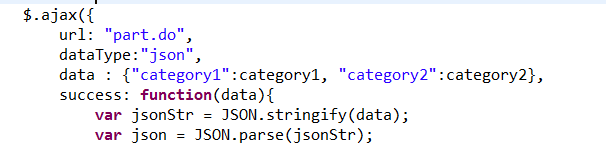 $.ajax({
    url: "part.do",
    dataType:"json",
    data : {"category1":category1, "category2":category2},
    success: function(data){
        var jsonStr = JSON.stringify(data);
        var json = JSON.parse(jsonStr);